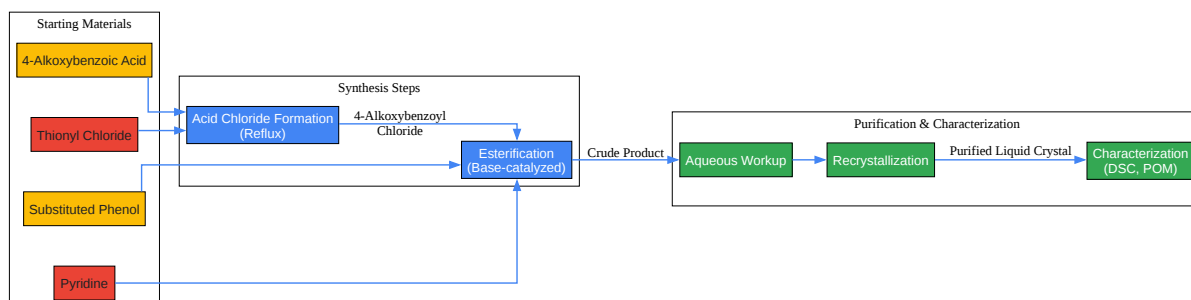 Starting Materials
4-Alkoxybenzoic Acid
Thionyl Chloride
Substituted Phenol
Pyridine
Synthesis Steps
Acid Chloride Formation
(Reflux)
4-Alkoxybenzoyl
Chloride
Esterification
(Base-catalyzed)
Crude Product
Purification & Characterization
Aqueous Workup
Recrystallization
Purified Liquid Crystal
Characterization
(DSC, POM)